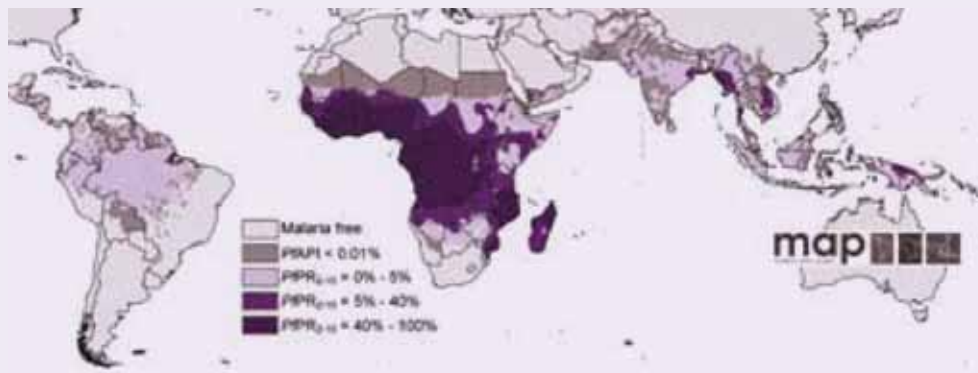 Malaria free
PfAPI < 0.01%
PfPR₂₋₁₀ = 0% - 5%
PfPR₂₋₁₀ = 5% - 40%
PfPR₂₋₁₀ = 40% - 100%
map